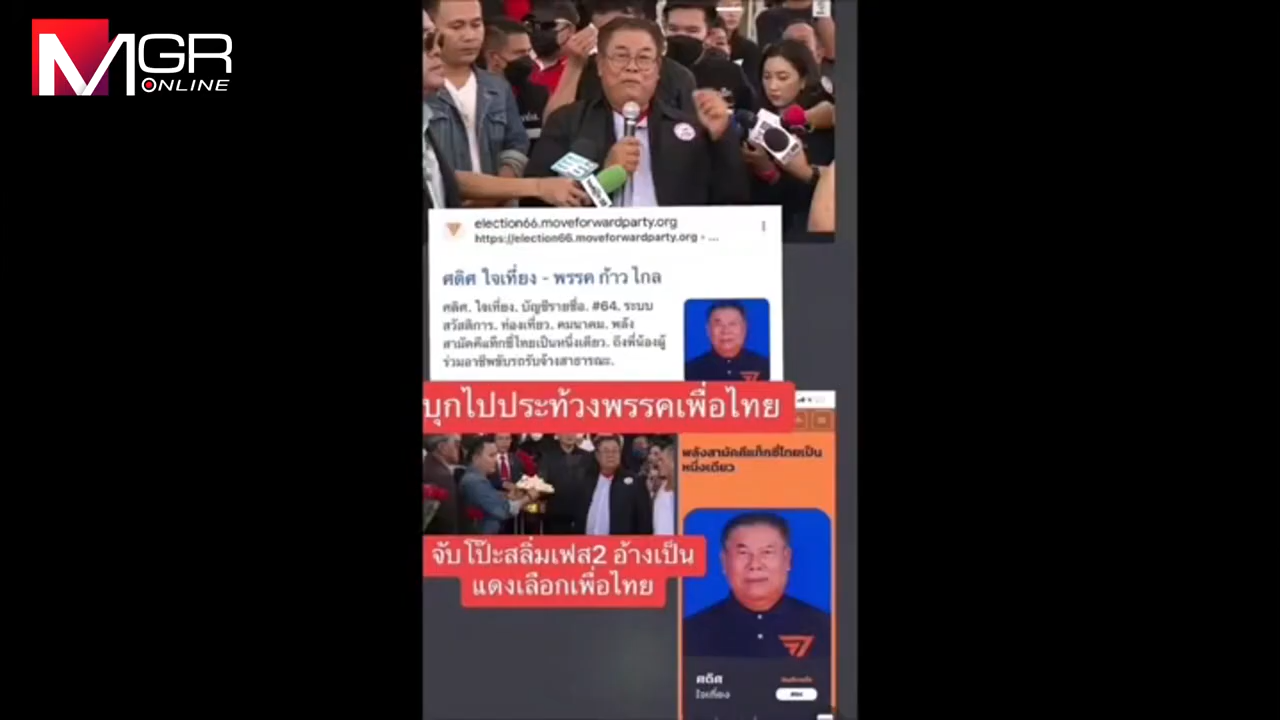 MGR
ONLINE
election66.moveforwardparty.org
https://election66.moveforwardparty.org › ...
ศดิศ ใจเที่ยง - พรรค ก้าว ไกล
ศดิศ. ใจเที่ยง. บัญชีรายชื่อ. #64. ระบบ
สวัสดิการ. ท่องเที่ยว. คมนาคม. พลัง
สามัคคีแท็กซี่ไทยเป็นหนึ่งเดียว. ถึงพี่น้องผู้
ร่วมอาชีพขับรถรับจ้างสาธารณะ.
บุกไปประท้วงพรรคเพื่อไทย
พลังสามัคคีแท็กซี่ไทยเป็น
หนึ่งเดียว
จับโป๊ะสลิ่มเฟส2 อ้างเป็น
แดงเลือกเพื่อไทย
ศดิศ
ใจเที่ยง